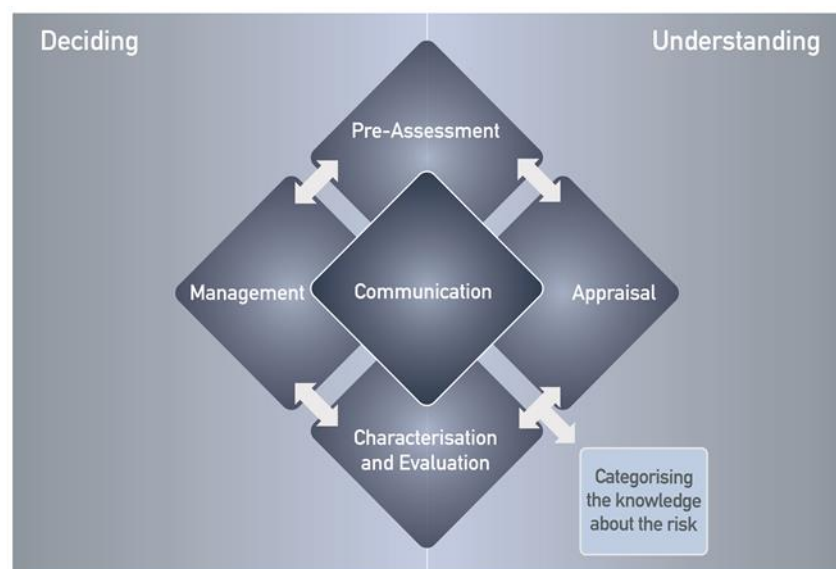 Deciding
Understanding
Pre-Assessment
Management
Communication
Appraisal
Characterisation
and Evaluation
Categorising
the knowledge
about the risk